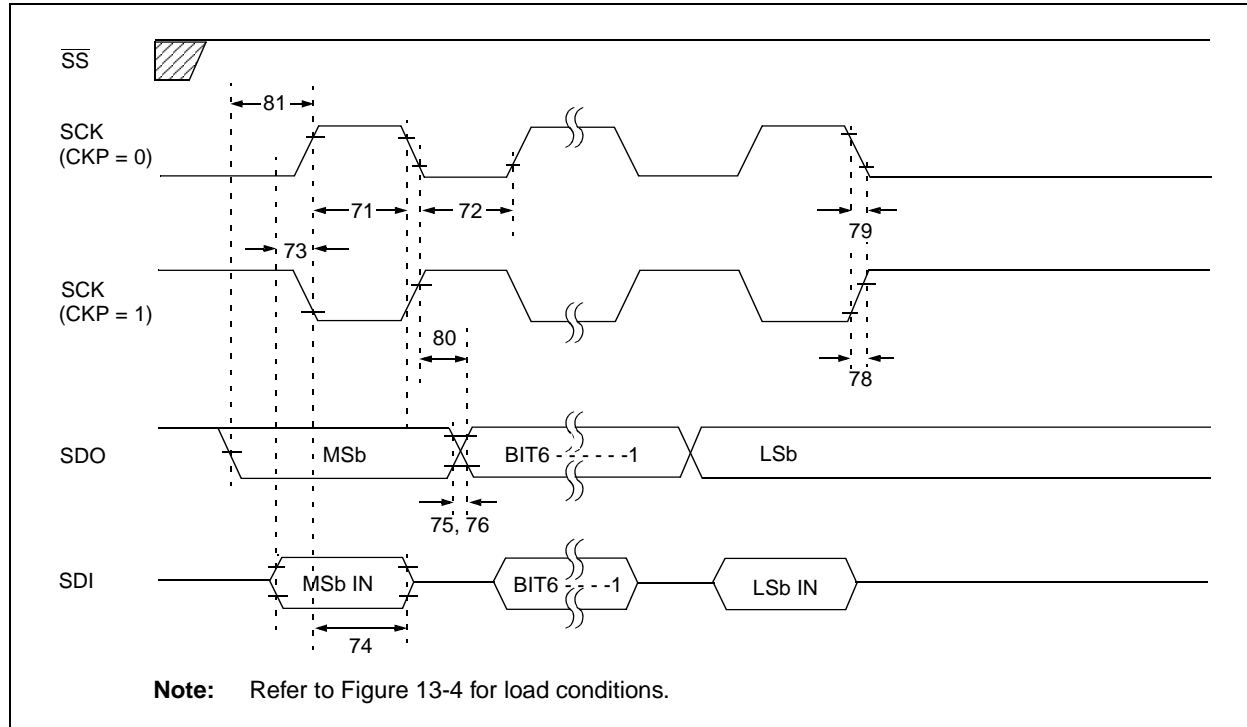 SS
81
SCK
(CKP = 0)
71
72
79
73
SCK
(CKP = 1)
80
78
SDO
MSb
BIT6 - - - - - -1
LSb
75, 76
SDI
MSb IN
BIT6 - - - -1
LSb IN
74
Note: Refer to Figure 13-4 for load conditions.